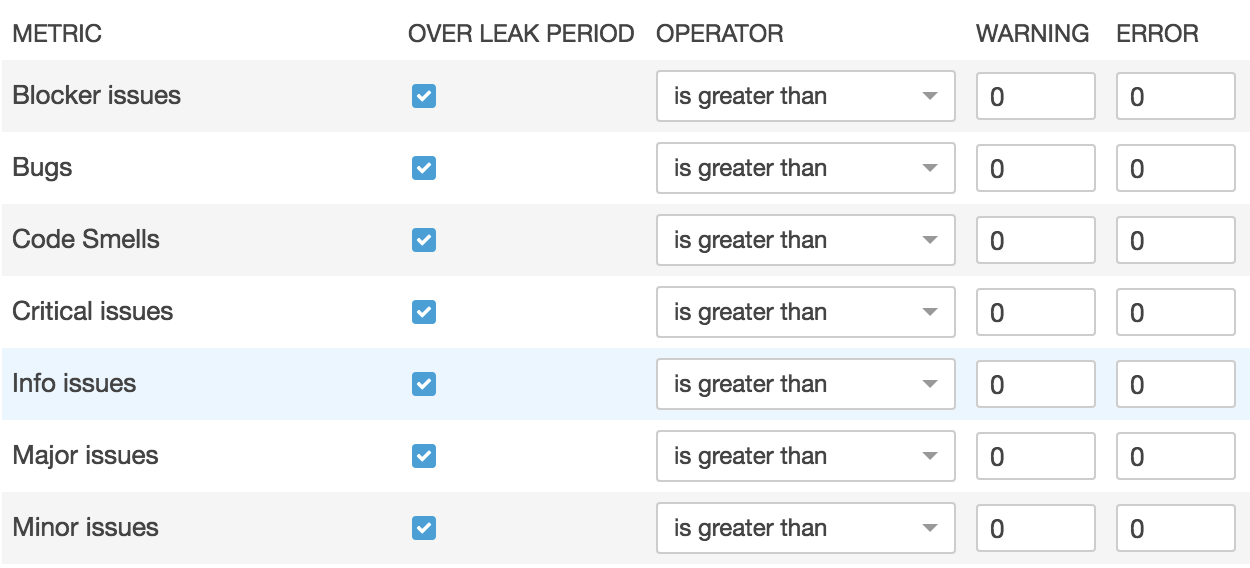 METRIC OVER LEAK PERIOD OPERATOR WARNING ERROR
Blocker issues is greater than 0 0
Bugs is greater than 0 0
Code Smells is greater than 0 0
Critical issues is greater than 0 0
Info issues is greater than 0 0
Major issues is greater than 0 0
Minor issues is greater than 0 0